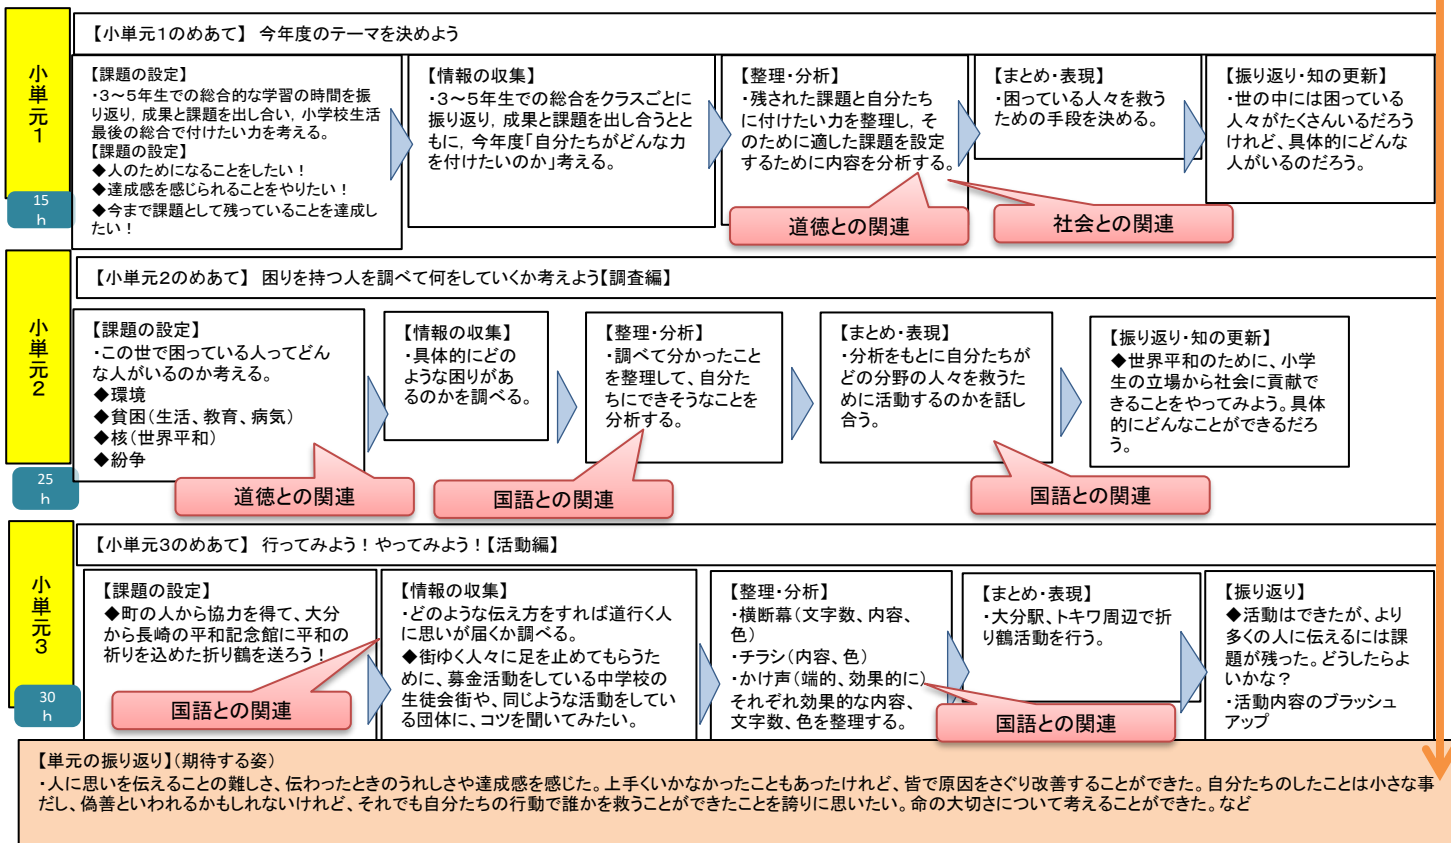 小単元1
15
h
【小単元1のめあて】 今年度のテーマを決めよう
【課題の設定】
・3～5年生での総合的な学習の時間を振
り返り，成果と課題を出し合い，小学校生活
最後の総合で付けたい力を考える。
【課題の設定】
◆人のためになることをしたい！
◆達成感を感じられることをやりたい！
◆今まで課題として残っていることを達成し
たい！
【情報の収集】
・3～5年生での総合をクラスごとに
振り返り，成果と課題を出し合うとと
もに，今年度「自分たちがどんな力
を付けたいのか」考える。
【整理・分析】
・残された課題と自分たち
に付けたい力を整理し，そ
のために適した課題を設定
するために内容を分析する。
【まとめ・表現】
・困っている人々を救う
ための手段を決める。
【振り返り・知の更新】
・世の中には困っている
人々がたくさんいるだろう
けれど、具体的にどんな
人がいるのだろう。
道徳との関連
社会との関連
小単元2
25
h
【小単元2のめあて】 困りを持つ人を調べて何をしていくか考えよう【調査編】
【課題の設定】
・この世で困っている人ってどん
な人がいるのか考える。
◆環境
◆貧困（生活、教育、病気）
◆核（世界平和）
◆紛争
【情報の収集】
・具体的にどの
ような困りがあ
るのかを調べる。
【整理・分析】
・調べて分かったこと
を整理して、自分た
ちにできそうなことを
分析する。
【まとめ・表現】
・分析をもとに自分たちが
どの分野の人々を救うた
めに活動するのかを話し
合う。
【振り返り・知の更新】
◆世界平和のために、小学
生の立場から社会に貢献で
きることをやってみよう。具体
的にどんなことができるだろ
う。
道徳との関連
国語との関連
国語との関連
小単元3
30
h
【小単元3のめあて】 行ってみよう！やってみよう！【活動編】
【課題の設定】
◆町の人から協力を得て、大分
から長崎の平和記念館に平和の
祈りを込めた折り鶴を送ろう！
【情報の収集】
・どのような伝え方をすれば道行く人
に思いが届くか調べる。
◆街ゆく人々に足を止めてもらうた
めに、募金活動をしている中学校の
生徒会街や、同じような活動をしてい
る団体に、コツを聞いてみたい。
【整理・分析】
・横断幕（文字数、内容、
色）
・チラシ（内容、色）
・かけ声（端的、効果的に）
それぞれ効果的な内容、
文字数、色を整理する。
【まとめ・表現】
・大分駅、トキワ周辺で折
り鶴活動を行う。
【振り返り】
◆活動はできたが、より
多くの人に伝えるには課
題が残った。どうしたらよ
いかな？
・活動内容のブラッシュ
アップ
国語との関連
国語との関連
【単元の振り返り】（期待する姿）
・人に思いを伝えることの難しさ、伝わったときのうれしさや達成感を感じた。上手くいかなかったこともあったけれど、皆で原因をさぐり改善することができた。自分たちのしたことは小さな事
だし、偽善といわれるかもしれないけれど、それでも自分たちの行動で誰かを救うことができたことを誇りに思いたい。命の大切さについて考えることができた。など